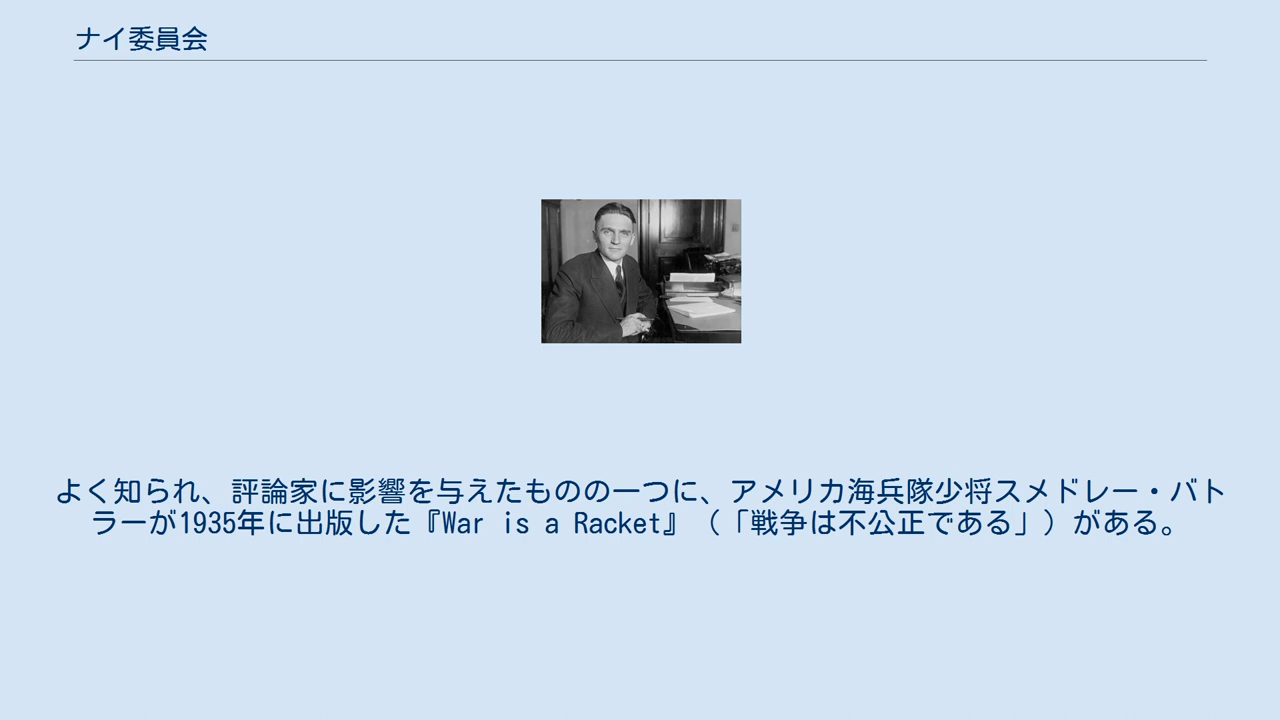 ナイ委員会
よく知られ、評論家に影響を与えたものの一つに、アメリカ海兵隊少将スメドレー・バト
ラーが1935年に出版した『War is a Racket』（「戦争は不公正である」）がある。